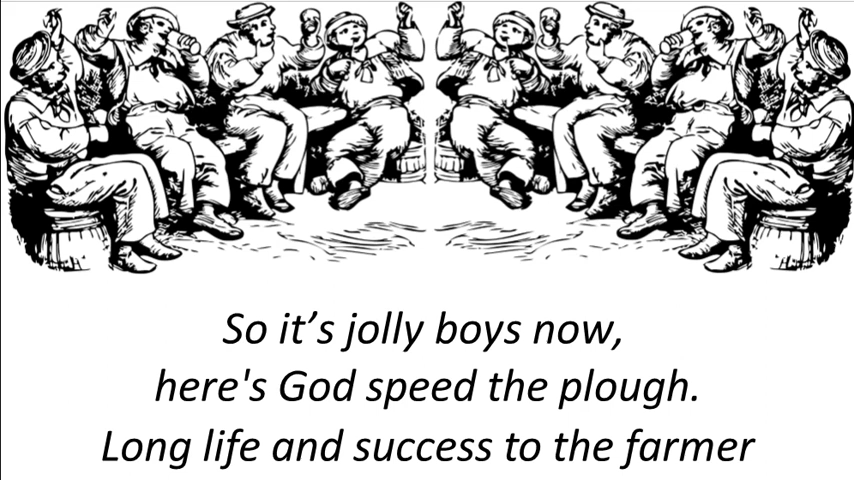 So it’s jolly boys now,
here's God speed the plough.
Long life and success to the farmer